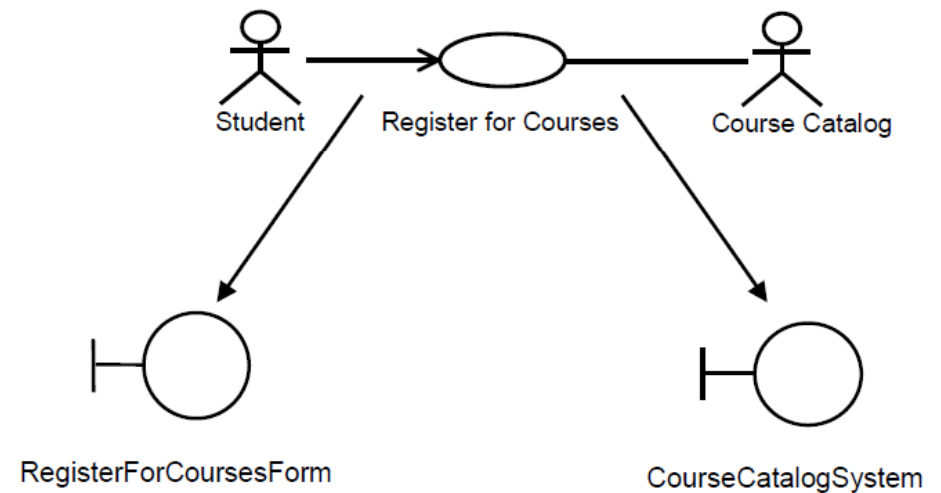 Student
Register for Courses
Course Catalog
RegisterForCoursesForm
CourseCatalogSystem